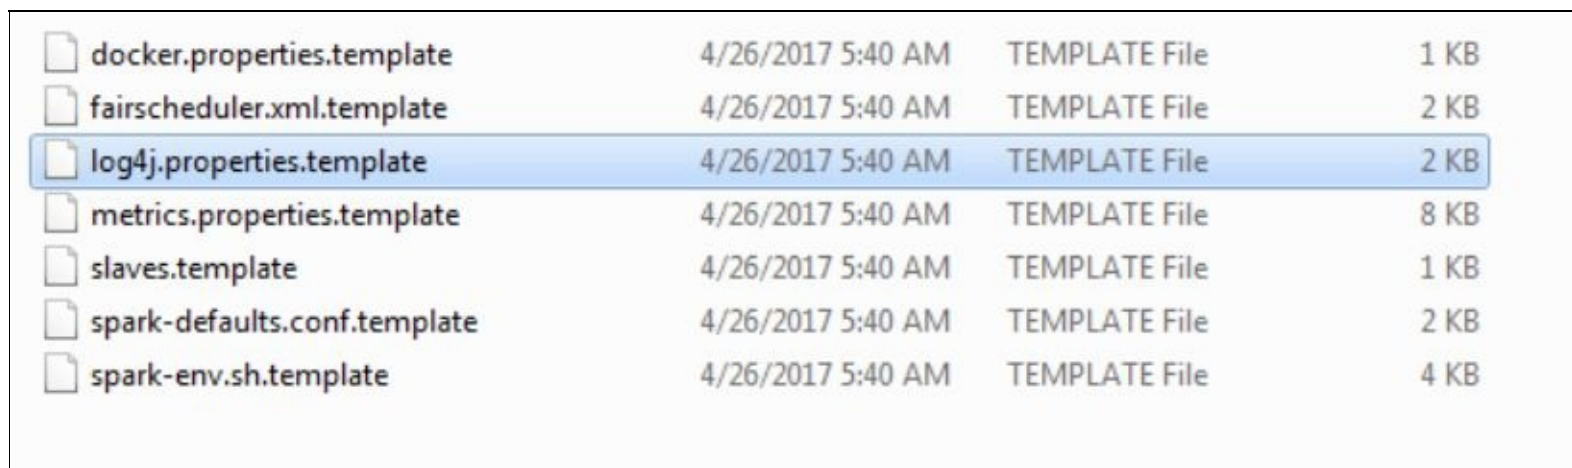 docker.properties.template 4/26/2017 5:40 AM TEMPLATE File 1 KB
fairscheduler.xml.template 4/26/2017 5:40 AM TEMPLATE File 2 KB
log4j.properties.template 4/26/2017 5:40 AM TEMPLATE File 2 KB
metrics.properties.template 4/26/2017 5:40 AM TEMPLATE File 8 KB
slaves.template 4/26/2017 5:40 AM TEMPLATE File 1 KB
spark-defaults.conf.template 4/26/2017 5:40 AM TEMPLATE File 2 KB
spark-env.sh.template 4/26/2017 5:40 AM TEMPLATE File 4 KB